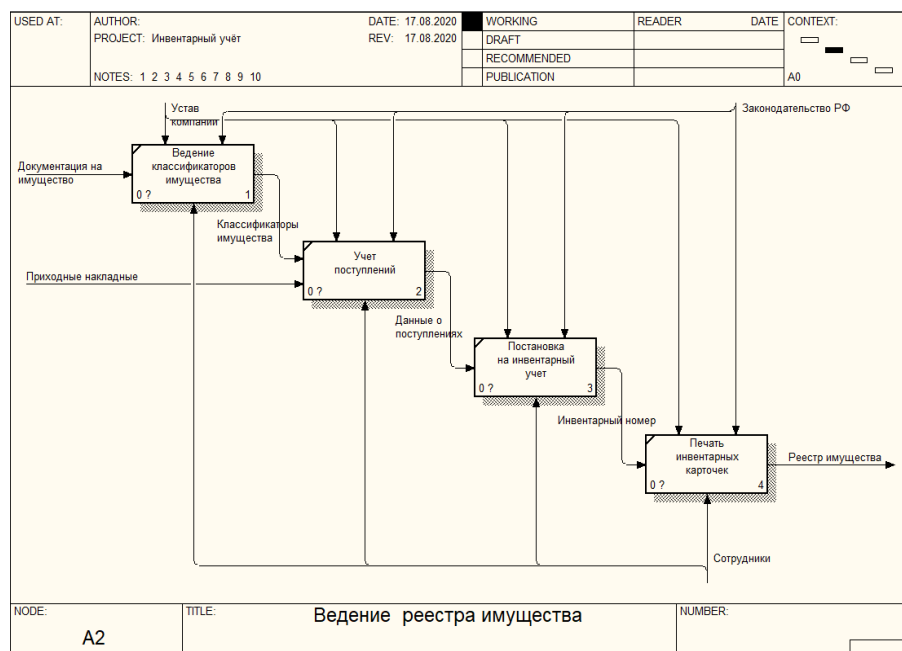 USED AT:
AUTHOR:
DATE: 17.08.2020
WORKING
READER
DATE
CONTEXT:
PROJECT: Инвентарный учёт
REV: 17.08.2020
DRAFT
RECOMMENDED
NOTES: 1 2 3 4 5 6 7 8 9 10
PUBLICATION
A0
Устав
компании
Законодательство РФ
Документация на
имущество
Ведение
классификаторов
имущества
0 ?
1
Классификаторы
имущества
Приходные накладные
Учет
поступлений
0 ?
2
Данные о
поступлениях
Постановка
на инвентарный
учет
0 ?
3
Инвентарный номер
Печать
инвентарных
карточек
0 ?
4
Реестр имущества
Сотрудники
NODE:
A2
TITLE:
Ведение реестра имущества
NUMBER: